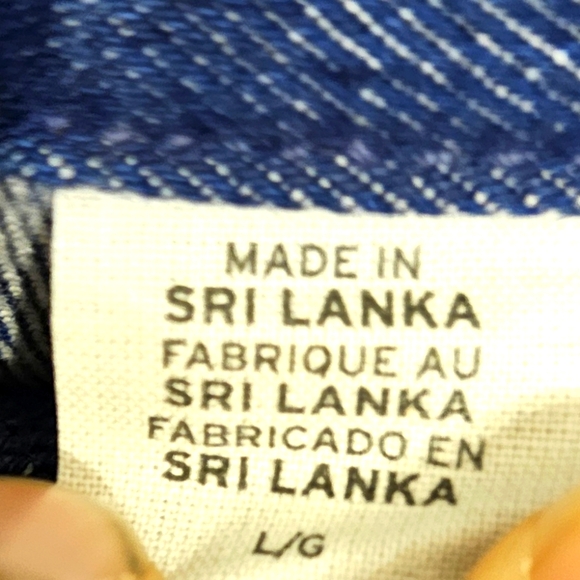 MADE IN
SRI LANKA
FABRIQUE AU
SRI LANKA
FABRICADO EN
SRI LANKA
L/G